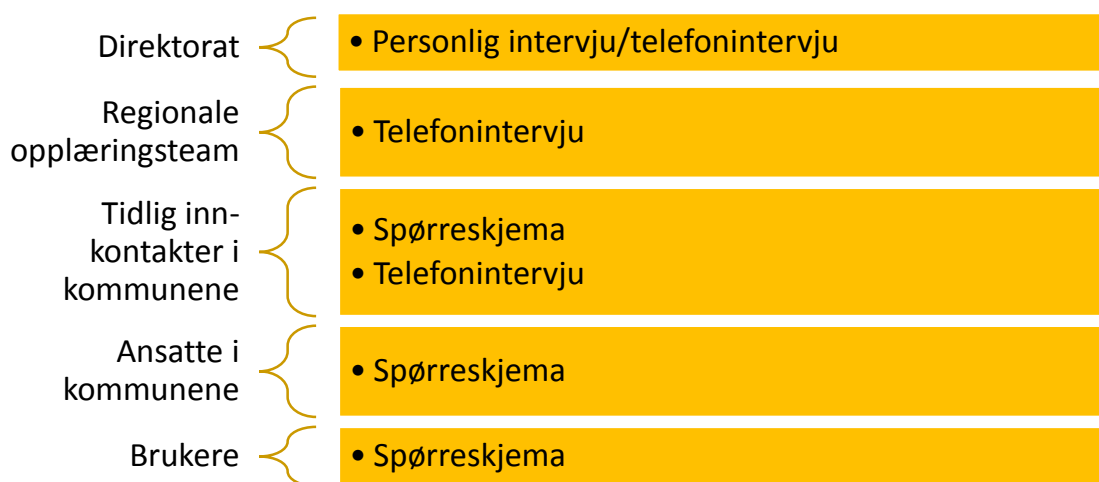 Direktorat
• Personlig intervju/telefonintervju
Regionale
opplæringsteam
• Telefonintervju
Tidlig inn-
kontakter i
kommunene
• Spørreskjema
• Telefonintervju
Ansatte i
kommunene
• Spørreskjema
Brukere
• Spørreskjema